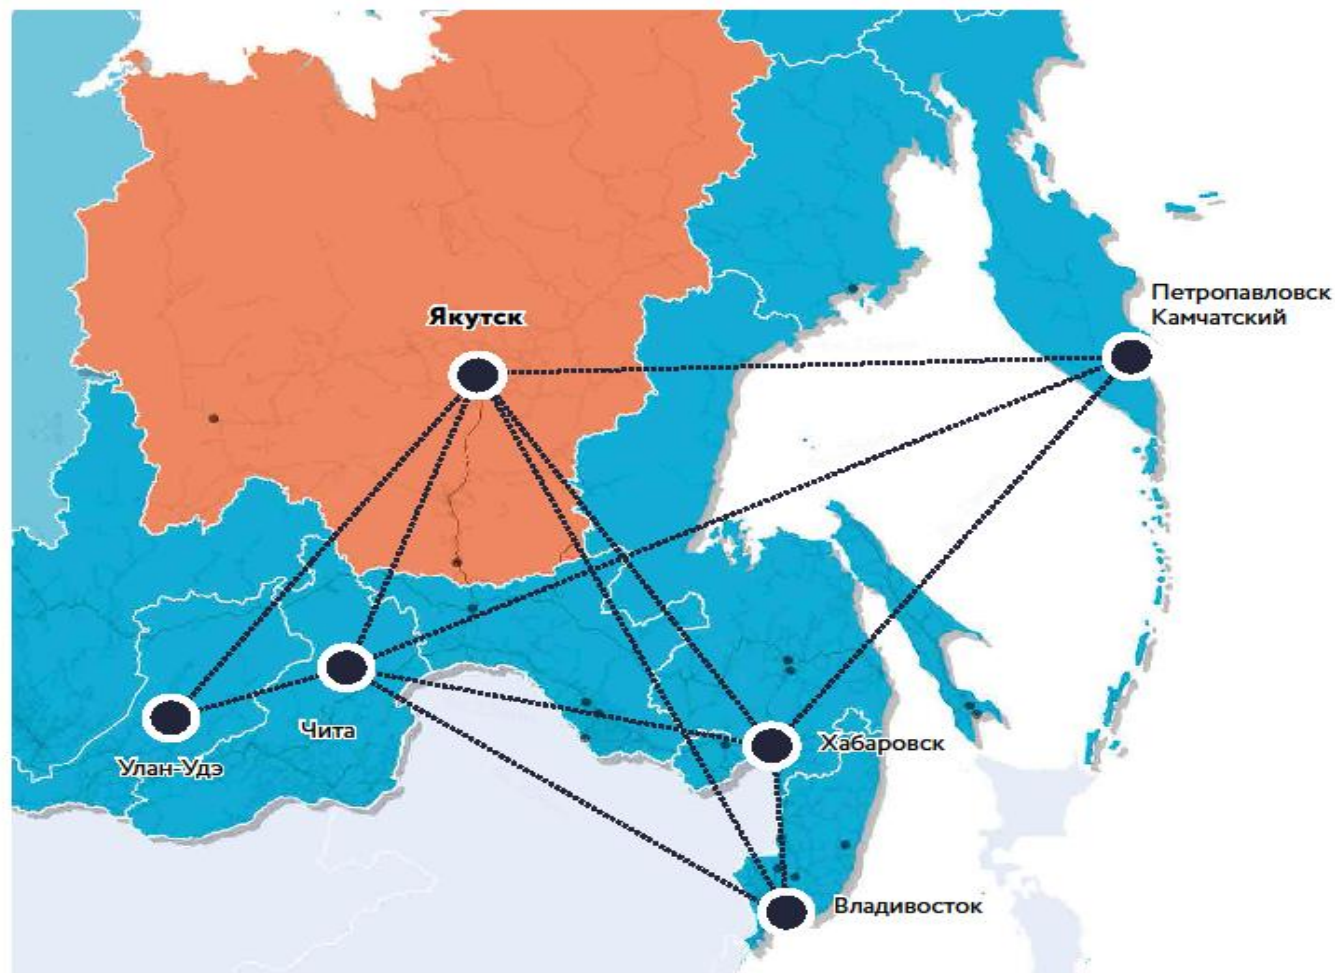 Петропавловск
Камчатский
Якутск
Чита
Хабаровск
Улан-Удэ
Владивосток